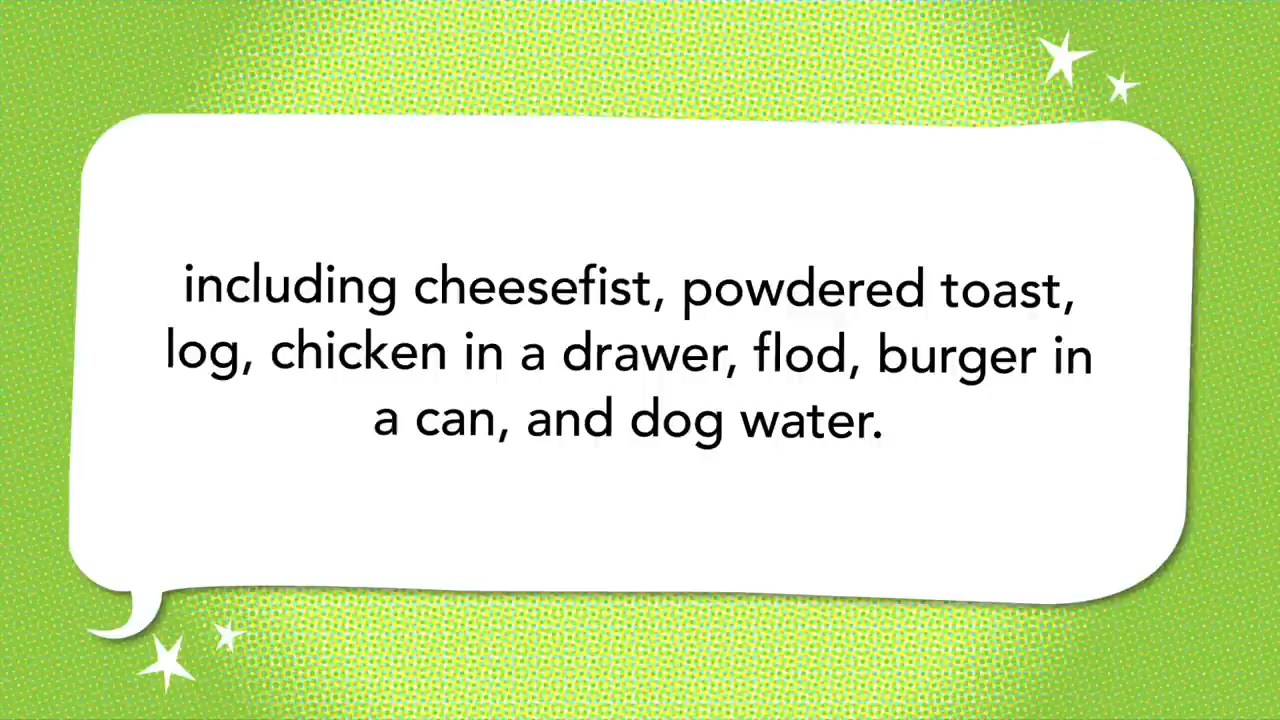 including cheesefist, powdered toast,
log, chicken in a drawer, flod, burger in
a can, and dog water.